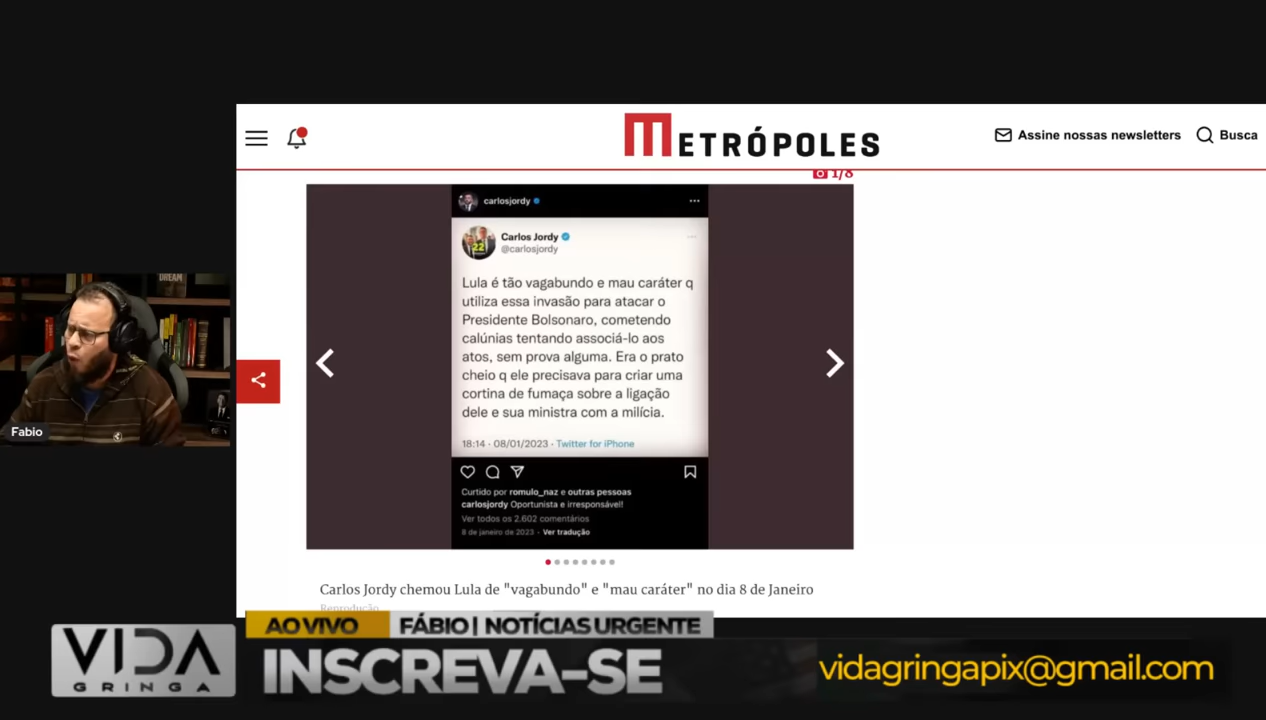 METRÓPOLES
Assine nossas newsletters
Busca
1/8
carlosjordy
Carlos Jordy
@carlosjordy
22
Lula é tão vagabundo e mau caráter q
utiliza essa invasão para atacar o
Presidente Bolsonaro, cometendo
calúnias tentando associá-lo aos
atos, sem prova alguma. Era o prato
cheio q ele precisava para criar uma
cortina de fumaça sobre a ligação
dele e sua ministra com a milícia.
18:14 · 08/01/2023 · Twitter for iPhone
Curtido por romulo_naz e outras pessoas
carlosjordy Oportunista e irresponsável!
Ver todos os 2.602 comentários
8 de janeiro de 2023 · Ver tradução
Carlos Jordy chemou Lula de "vagabundo" e "mau caráter" no dia 8 de Janeiro
Reprodução
DREAM
Fabio
AO VIVO
FÁBIO | NOTÍCIAS URGENTE
VIDA
GRINGA
INSCREVA-SE
vidagringapix@gmail.com